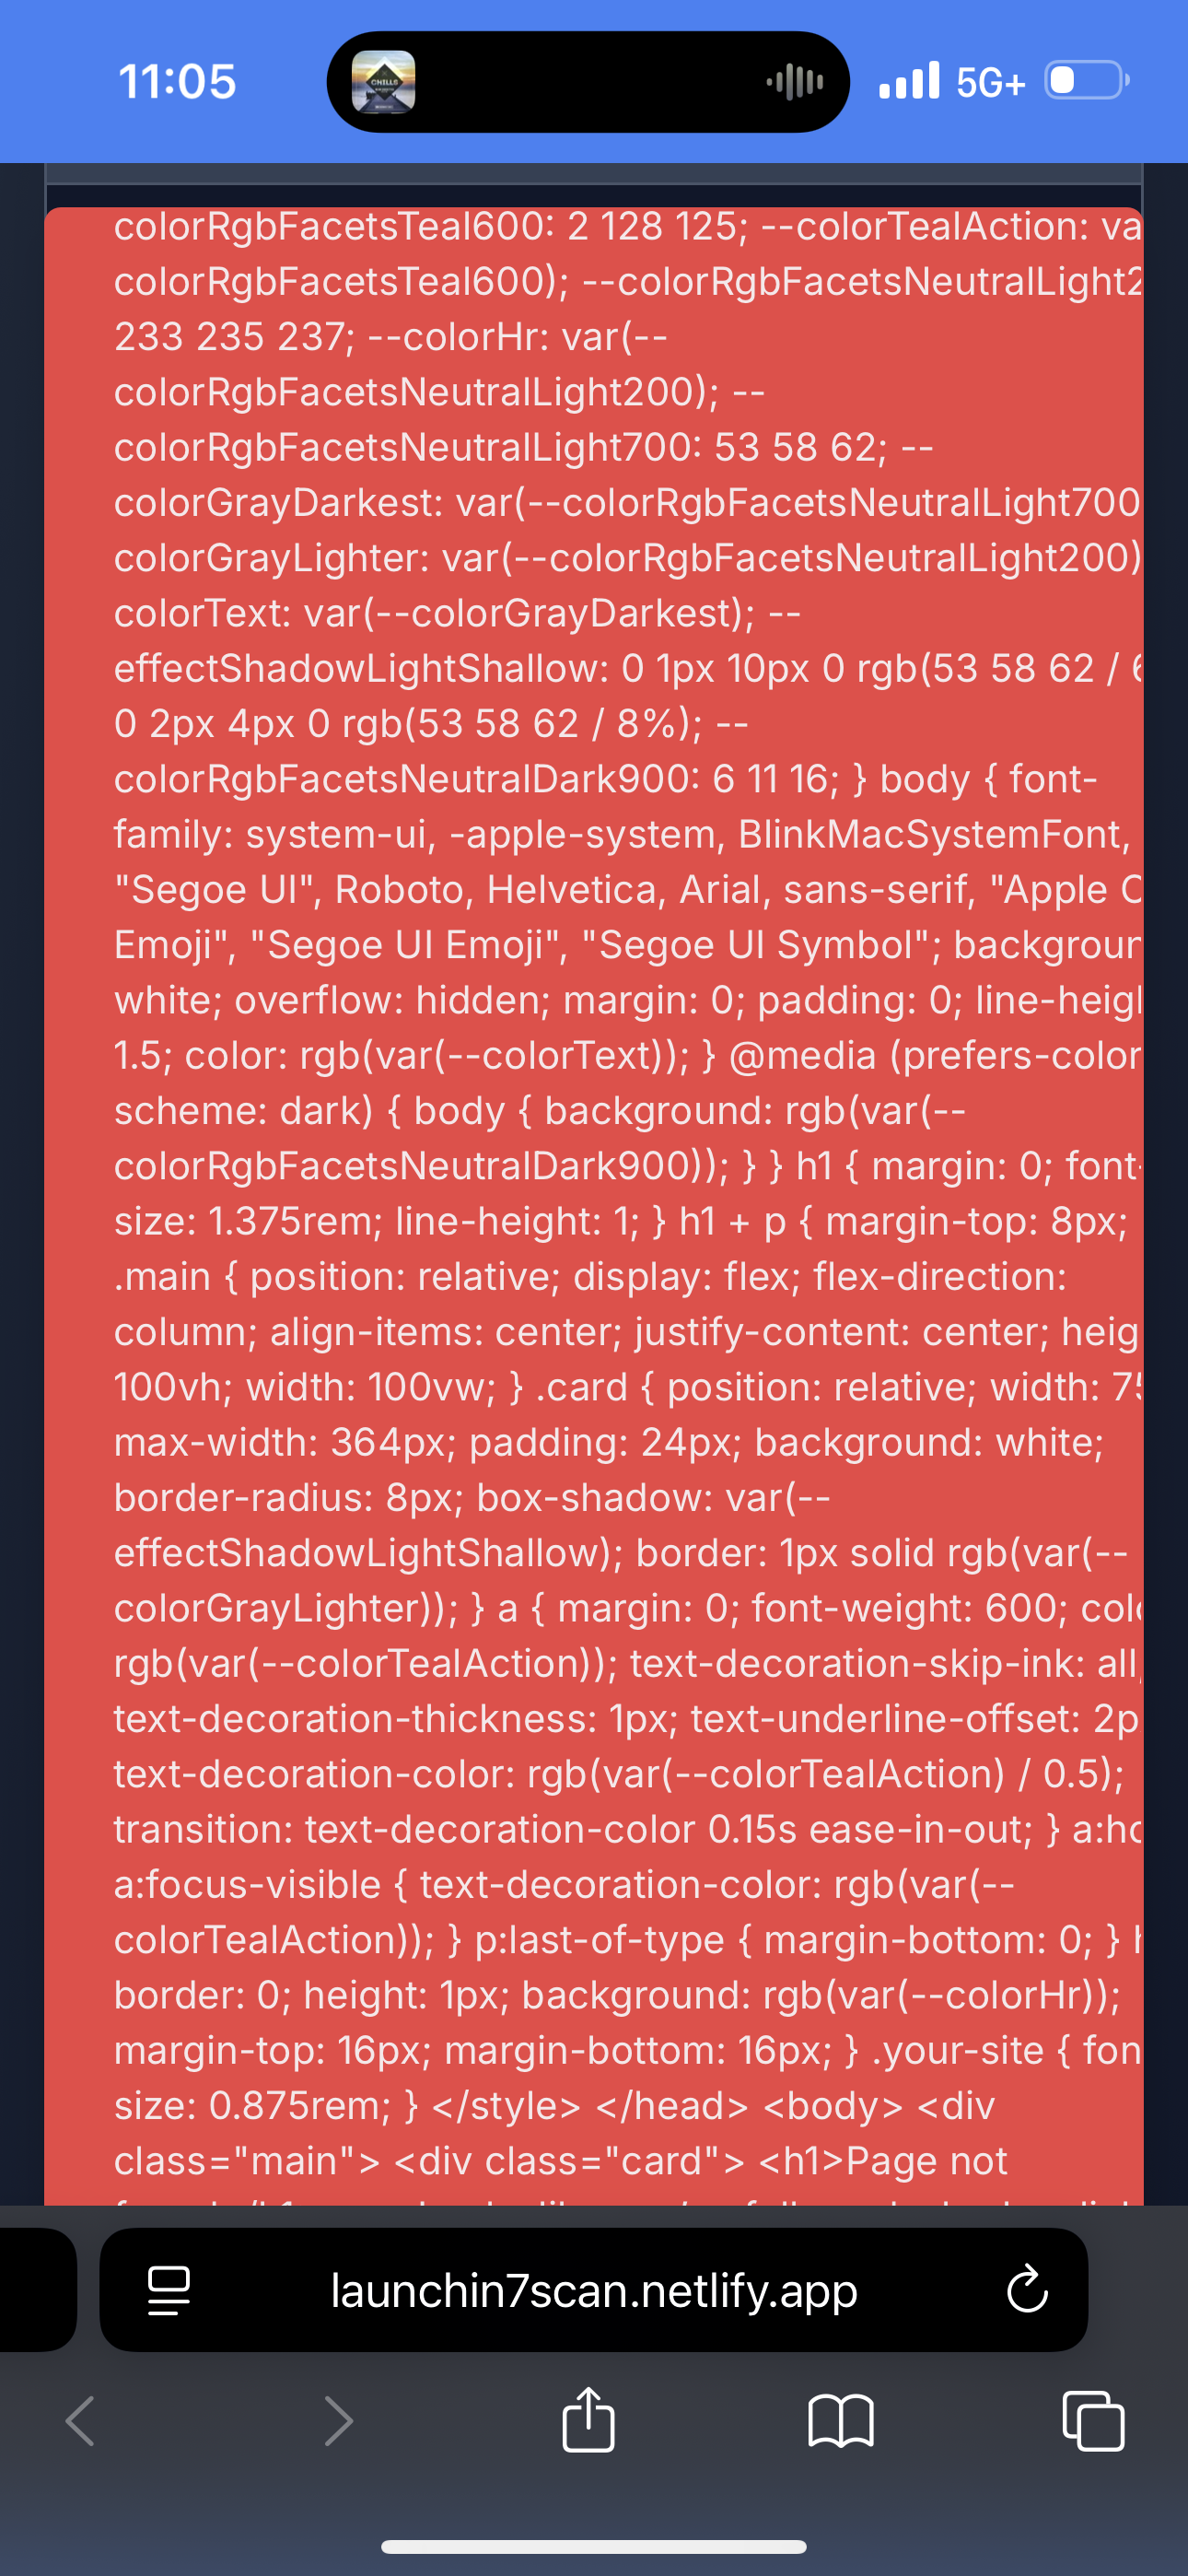 11:05
CHILLS
5G+
colorRgbFacetsTeal600: 2 128 125; --colorTealAction: va
colorRgbFacetsTeal600); --colorRgbFacetsNeutralLight2
233 235 237; --colorHr: var(--
colorRgbFacetsNeutralLight200); --
colorRgbFacetsNeutralLight700: 53 58 62; --
colorGrayDarkest: var(--colorRgbFacetsNeutralLight700
colorGrayLighter: var(--colorRgbFacetsNeutralLight200)
colorText: var(--colorGrayDarkest); --
effectShadowLightShallow: 0 1px 10px 0 rgb(53 58 62 / 6
0 2px 4px 0 rgb(53 58 62 / 8%); --
colorRgbFacetsNeutralDark900: 6 11 16; } body { font-
family: system-ui, -apple-system, BlinkMacSystemFont,
"Segoe UI", Roboto, Helvetica, Arial, sans-serif, "Apple C
Emoji", "Segoe UI Emoji", "Segoe UI Symbol"; backgroun
white; overflow: hidden; margin: 0; padding: 0; line-heigh
1.5; color: rgb(var(--colorText)); } @media (prefers-color
scheme: dark) { body { background: rgb(var(--
colorRgbFacetsNeutralDark900)); } } h1 { margin: 0; font-
size: 1.375rem; line-height: 1; } h1 + p { margin-top: 8px;
.main { position: relative; display: flex; flex-direction:
column; align-items: center; justify-content: center; heig
100vh; width: 100vw; } .card { position: relative; width: 75
max-width: 364px; padding: 24px; background: white;
border-radius: 8px; box-shadow: var(--
effectShadowLightShallow); border: 1px solid rgb(var(--
colorGrayLighter)); } a { margin: 0; font-weight: 600; colo
rgb(var(--colorTealAction)); text-decoration-skip-ink: all;
text-decoration-thickness: 1px; text-underline-offset: 2p
text-decoration-color: rgb(var(--colorTealAction) / 0.5);
transition: text-decoration-color 0.15s ease-in-out; } a:ho
a:focus-visible { text-decoration-color: rgb(var(--
colorTealAction)); } p:last-of-type { margin-bottom: 0; } h
border: 0; height: 1px; background: rgb(var(--colorHr));
margin-top: 16px; margin-bottom: 16px; } .your-site { fon
size: 0.875rem; } </style> </head> <body> <div
class="main"> <div class="card"> <h1>Page not
launchin7scan.netlify.app